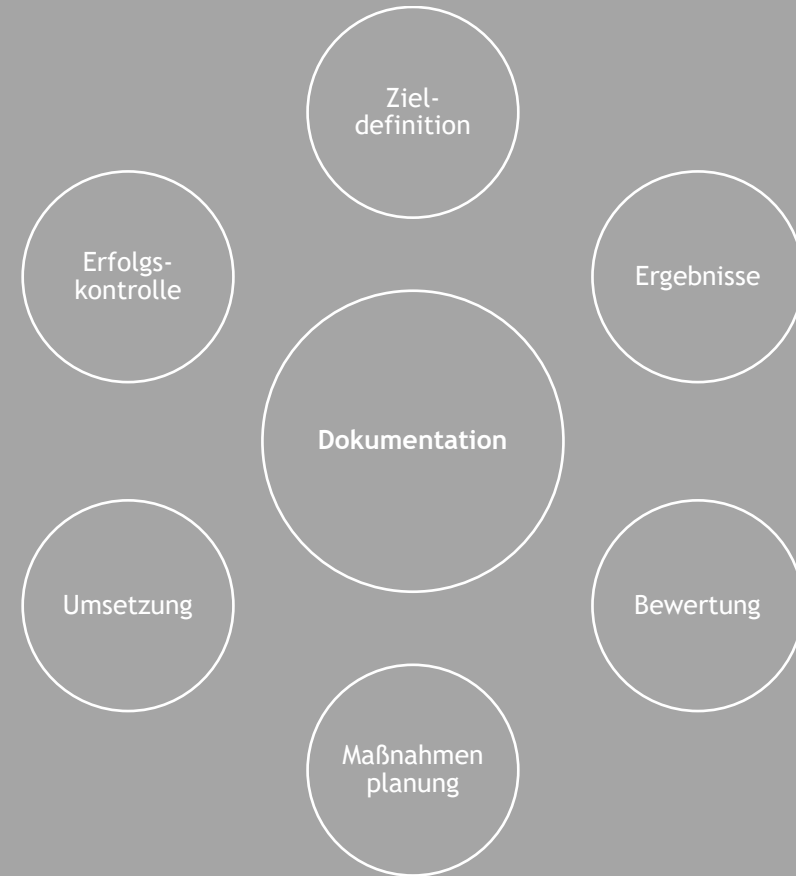 Ziel-
definition
Erfolgs-
kontrolle
Ergebnisse
Dokumentation
Umsetzung
Bewertung
Maßnahmen
planung